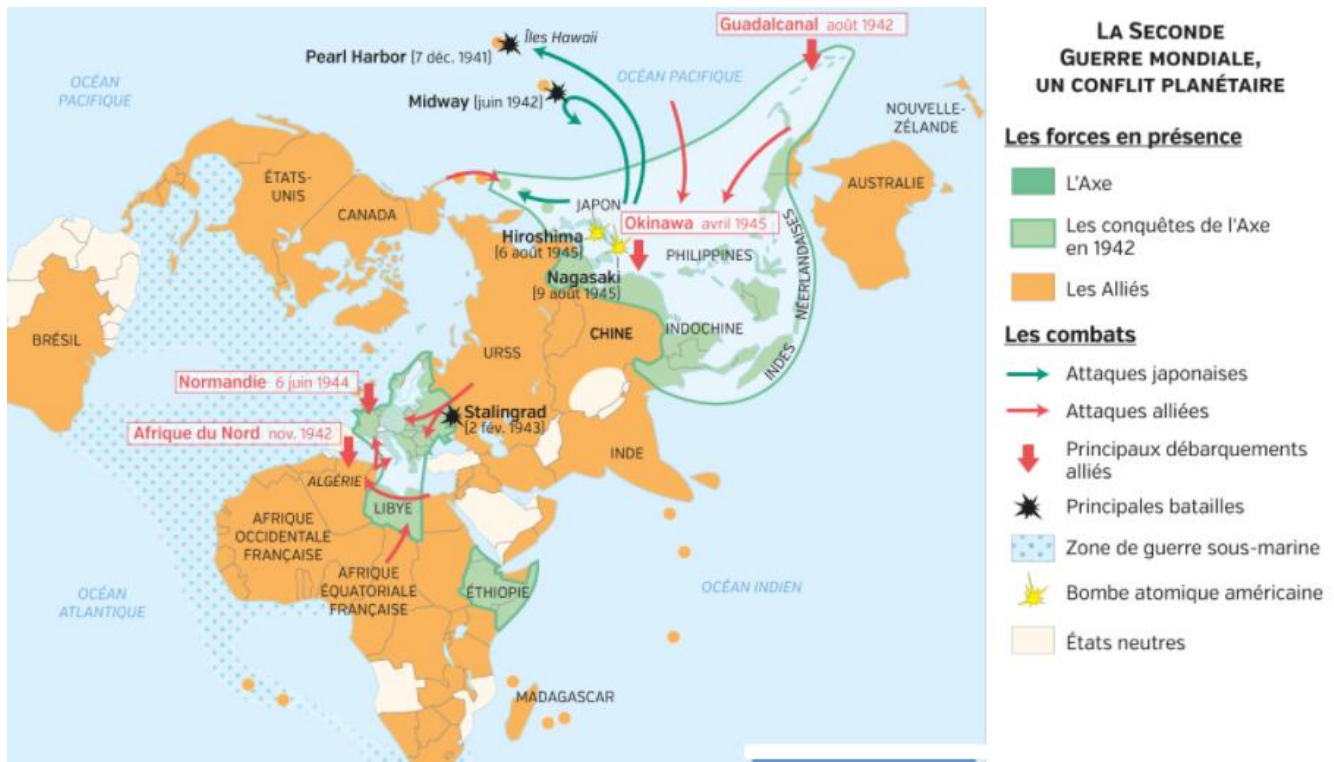 Guadalcanal août 1942
Îles Hawaii
Pearl Harbor (7 déc. 1941)
OCÉAN
PACIFIQUE
OCÉAN PACIFIQUE
Midway (juin 1942)
NOUVELLE-
ZÉLANDE
ÉTATS-
UNIS
CANADA
AUSTRALIE
JAPON
Okinawa avril 1945
Hiroshima
(6 août 1945)
PHILIPPINES
Nagasaki
(9 août 1945)
INDES NÉERLANDAISES
BRÉSIL
CHINE
INDOCHINE
URSS
Normandie 6 juin 1944
Stalingrad
(2 fév. 1943)
Afrique du Nord nov. 1942
INDE
ALGÉRIE
LIBYE
AFRIQUE
OCCIDENTALE
FRANÇAISE
AFRIQUE
ÉQUATORIALE
FRANÇAISE
ÉTHIOPIE
OCÉAN
ATLANTIQUE
OCÉAN INDIEN
MADAGASCAR
LA SECONDE
GUERRE MONDIALE,
UN CONFLIT PLANÉTAIRE
Les forces en présence
L'Axe
Les conquêtes de l'Axe
en 1942
Les Alliés
Les combats
Attaques japonaises
Attaques alliées
Principaux débarquements
alliés
Principales batailles
Zone de guerre sous-marine
Bombe atomique américaine
États neutres